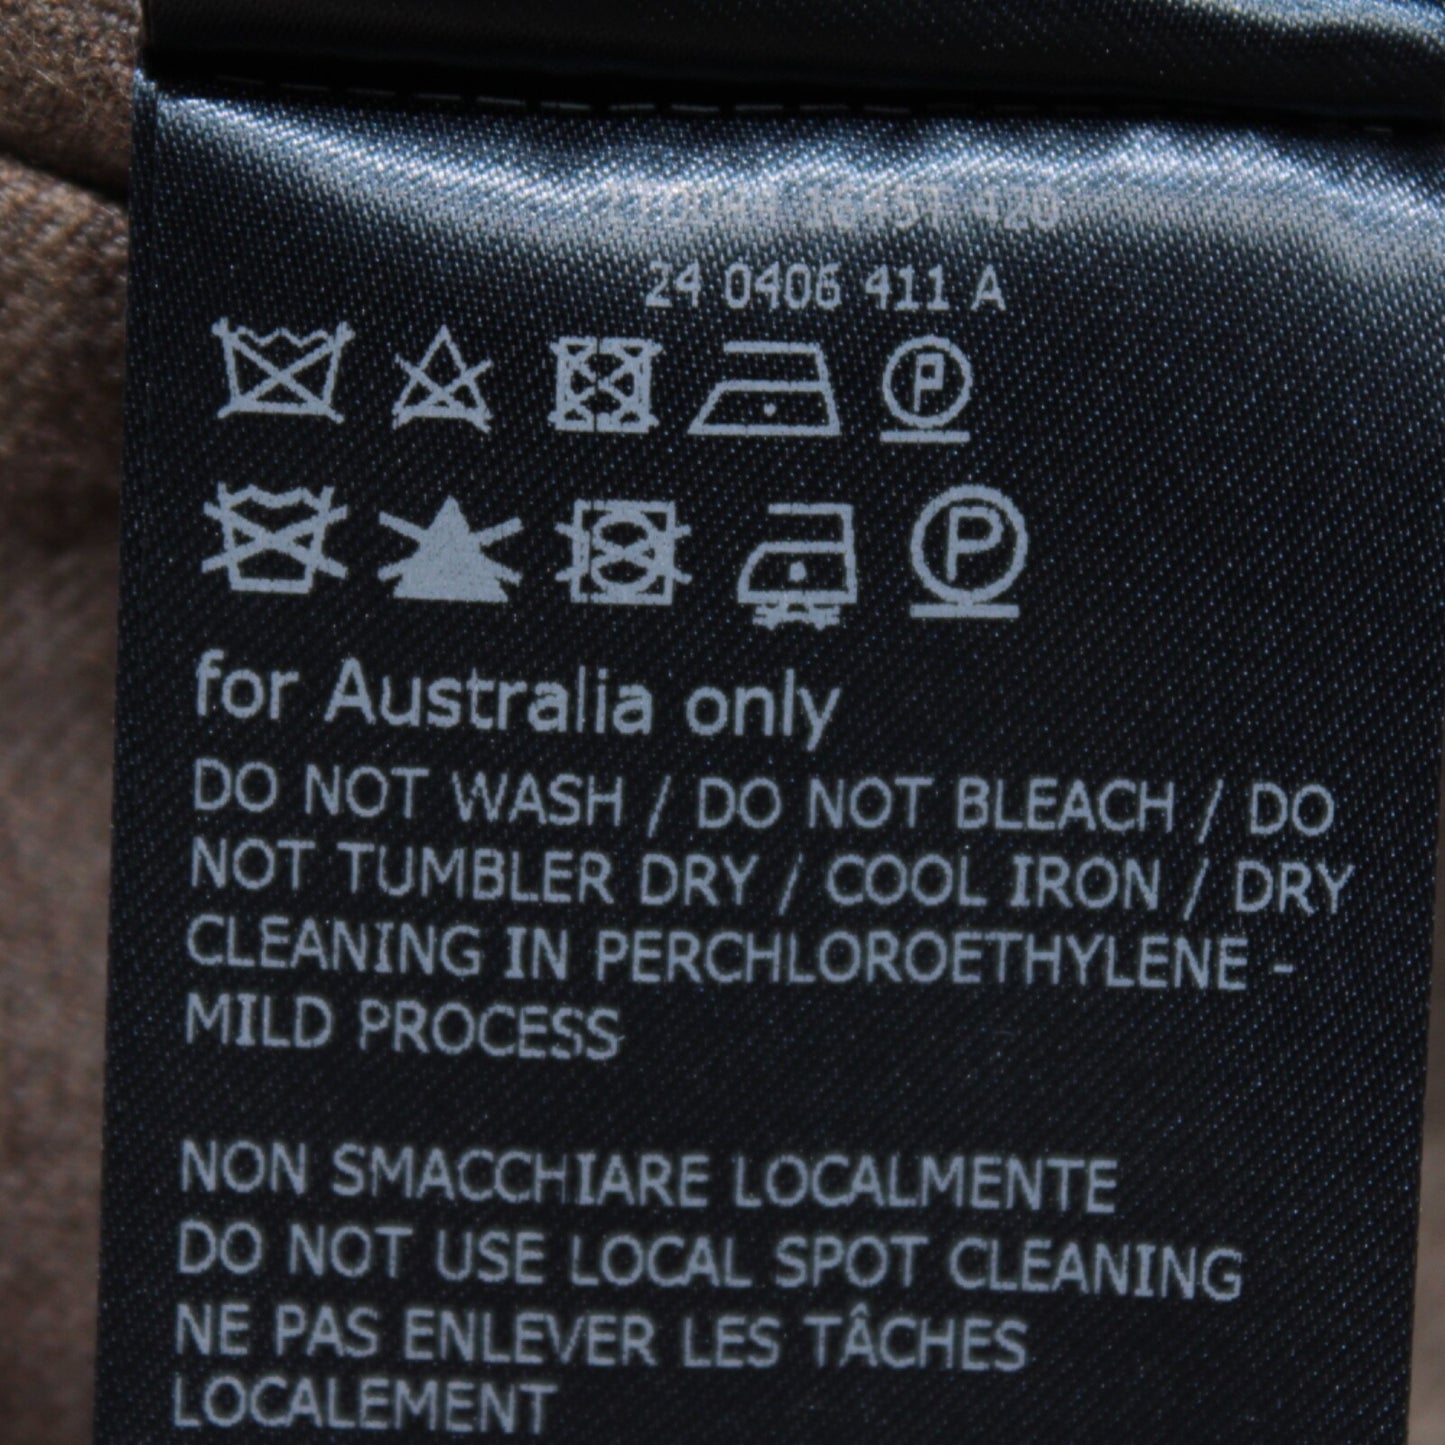 24 0406 411 A
for Australia only
DO NOT WASH / DO NOT BLEACH / DO
NOT TUMBLER DRY / COOL IRON / DRY
CLEANING IN PERCHLOROETHYLENE -
MILD PROCESS
NON SMACCHIARE LOCALMENTE
DO NOT USE LOCAL SPOT CLEANING
NE PAS ENLEVER LES TÂCHES
LOCALEMENT